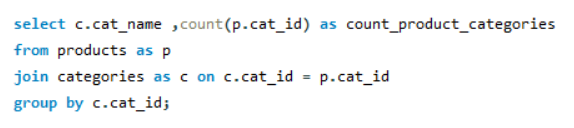 select c.cat_name ,count(p.cat_id) as count_product_categories
from products as p
join categories as c on c.cat_id = p.cat_id
group by c.cat_id;